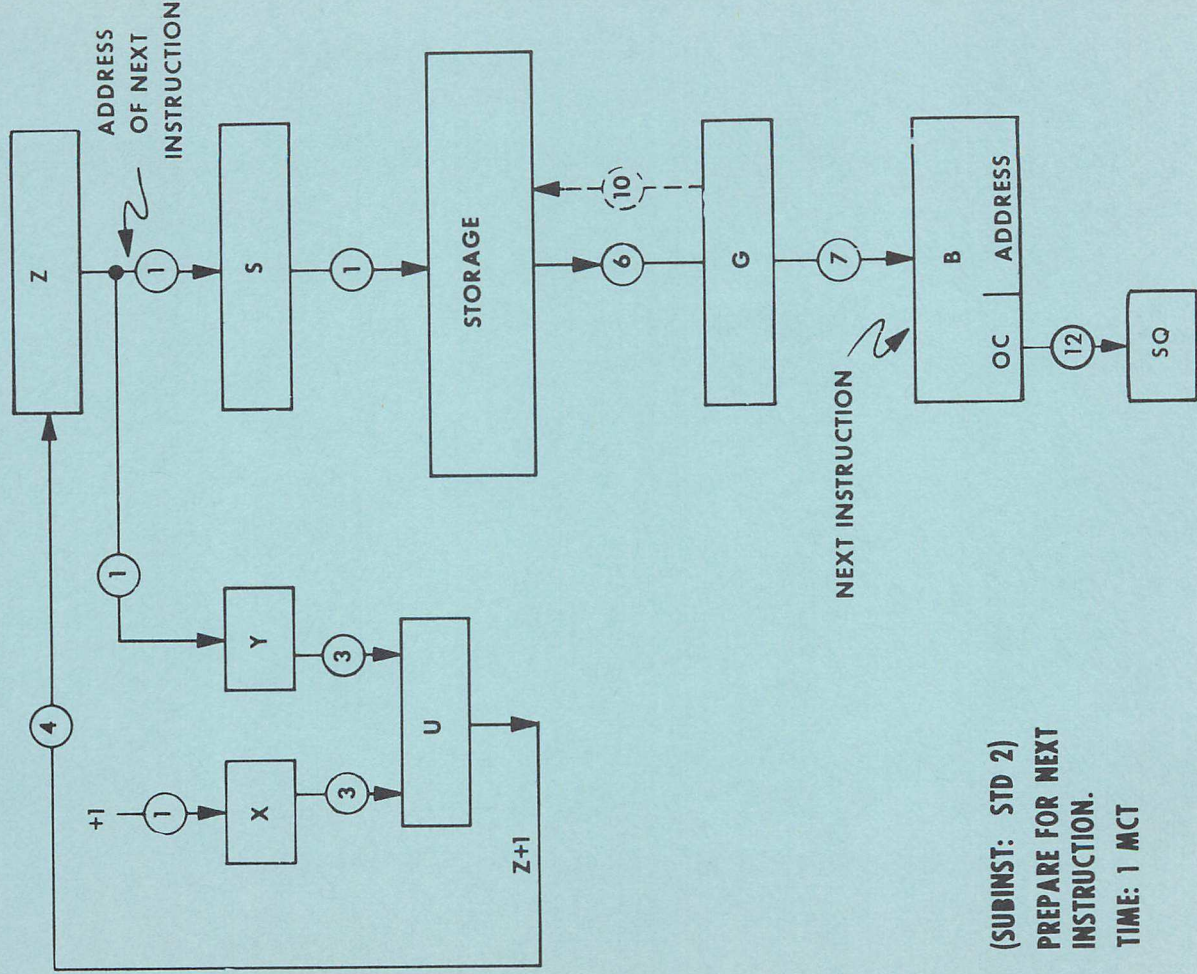 Z
ADDRESS
OF NEXT
INSTRUCTION
4
1
1
S
1
STORAGE
+1
1
X
Y
3
3
U
Z+1
6
10
G
7
NEXT INSTRUCTION
B
OC
ADDRESS
12
SQ
(SUBINST: STD 2)
PREPARE FOR NEXT
INSTRUCTION.
TIME: 1 MCT